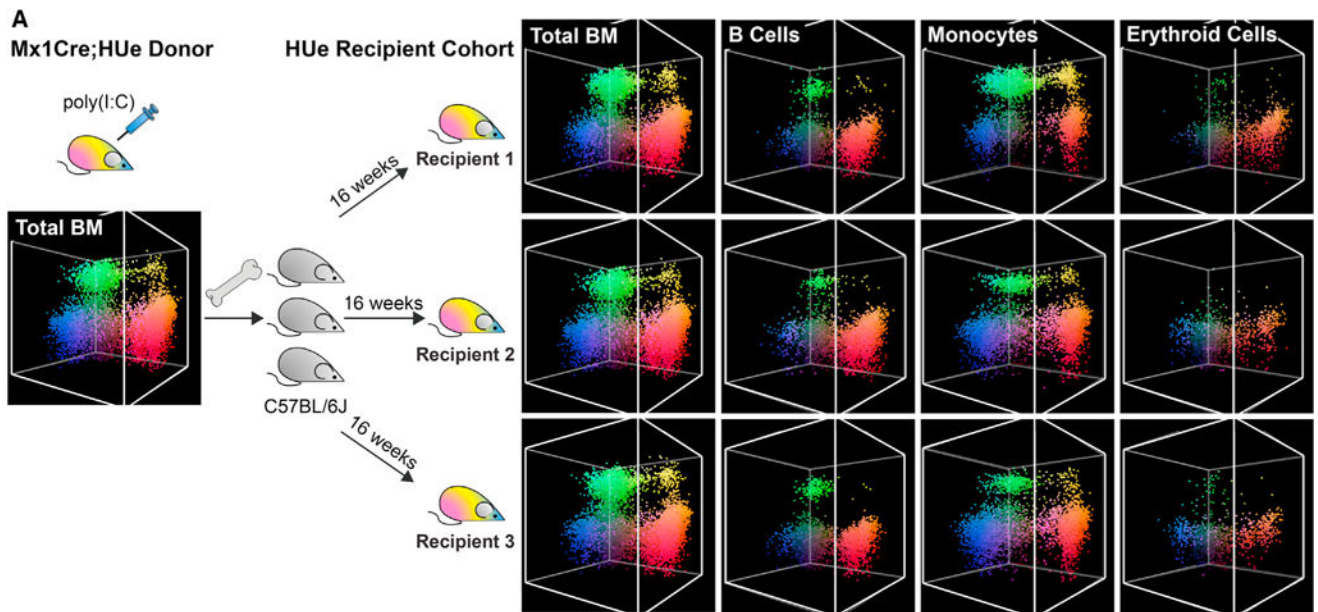 A
Mx1Cre;HUe Donor
HUe Recipient Cohort
poly(I:C)
Total BM
C57BL/6J
16 weeks
Recipient 1
16 weeks
Recipient 2
16 weeks
Recipient 3
Total BM
B Cells
Monocytes
Erythroid Cells